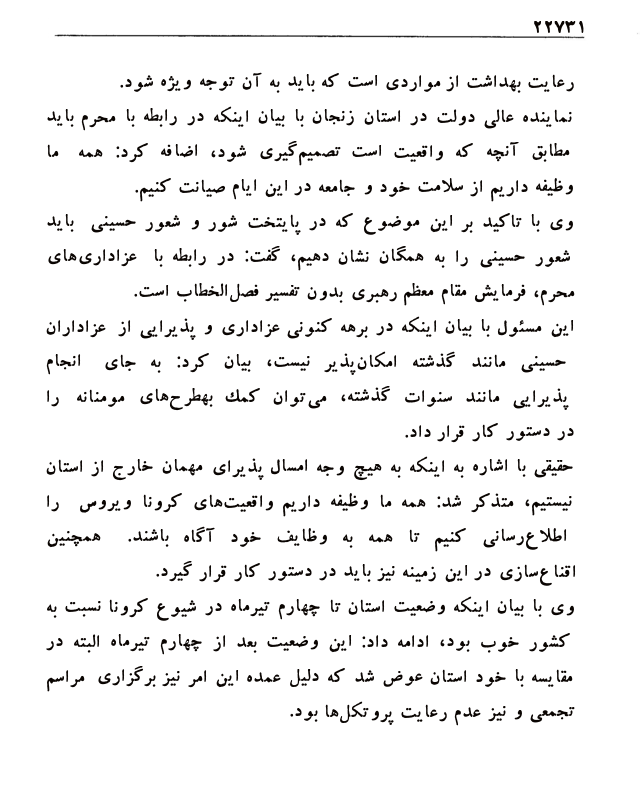 ۲۲۷۳۱
رعایت بهداشت از مواردی است که باید به آن توجه ویژه شود.
نماینده عالی دولت در استان زنجان با بیان اینکه در رابطه با محرم باید
مطابق آنچه که واقعیت است تصمیم‌گیری شود، اضافه کرد: همه ما
وظیفه داریم از سلامت خود و جامعه در این ایام صیانت کنیم.
وی با تاکید بر این موضوع که در پایتخت شور و شعور حسینی باید
شعور حسینی را به همگان نشان دهیم، گفت: در رابطه با عزاداری‌های
محرم، فرمایش مقام معظم رهبری بدون تفسیر فصل‌الخطاب است.
این مسئول با بیان اینکه در برهه کنونی عزاداری و پذیرایی از عزاداران
حسینی مانند گذشته امکان‌پذیر نیست، بیان کرد: به جای انجام
پذیرایی مانند سنوات گذشته، می‌توان کمك بهطرح‌های مومنانه را
در دستور کار قرار داد.
حقیقی با اشاره به اینکه به هیچ وجه امسال پذیرای مهمان خارج از استان
نیستیم، متذکر شد: همه ما وظیفه داریم واقعیت‌های کرونا ویروس را
اطلاع‌رسانی کنیم تا همه به وظایف خود آگاه باشند. همچنین
اقناع‌سازی در این زمینه نیز باید در دستور کار قرار گیرد.
وی با بیان اینکه وضعیت استان تا چهارم تیرماه در شیوع کرونا نسبت به
کشور خوب بود، ادامه داد: این وضعیت بعد از چهارم تیرماه البته در
مقایسه با خود استان عوض شد که دلیل عمده این امر نیز برگزاری مراسم
تجمعی و نیز عدم رعایت پروتکل‌ها بود.